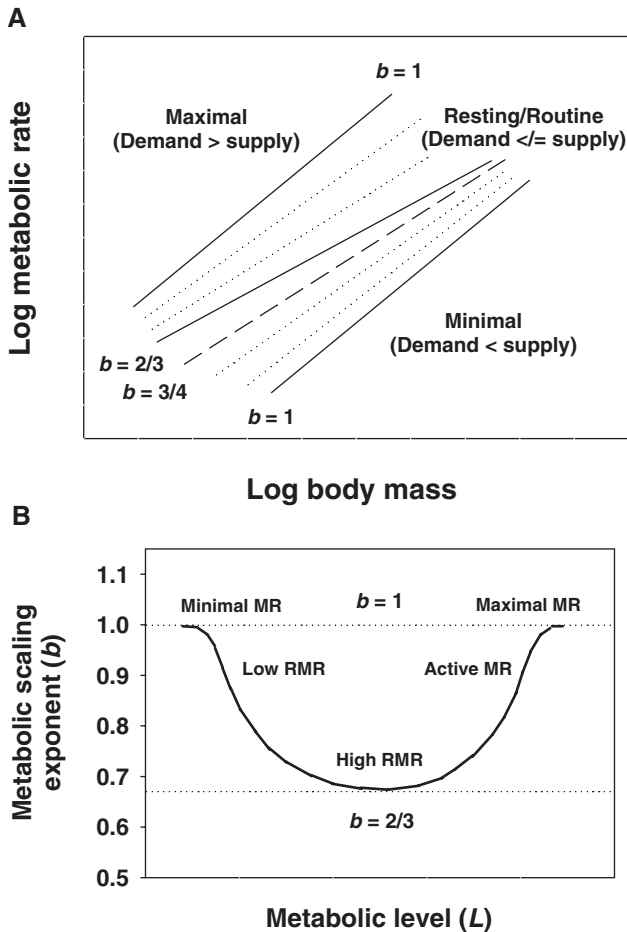 A
b = 1
Maximal
(Demand > supply)
Resting/Routine
(Demand </= supply)
Log metabolic rate
Minimal
(Demand < supply)
b = 2/3
b = 3/4
b = 1
Log body mass
B
1.1
Minimal MR
b = 1
Maximal MR
1.0
0.9
Low RMR
Active MR
0.8
High RMR
0.7
b = 2/3
0.6
0.5
Metabolic scaling
exponent (b)
Metabolic level (L)